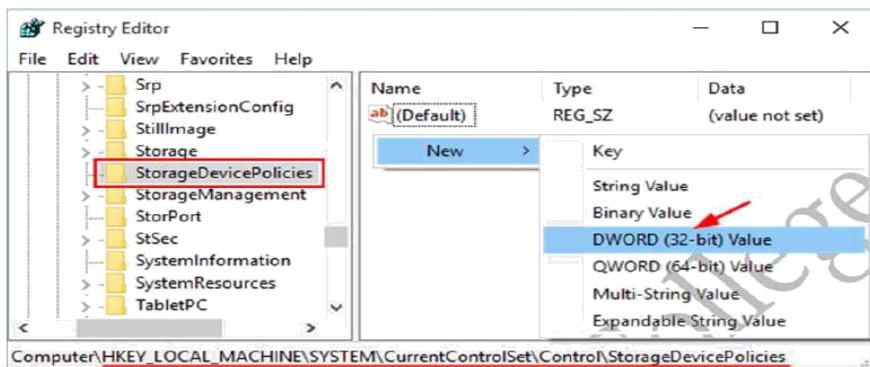 Registry Editor
File Edit View Favorites Help
Srp
SrpExtensionConfig
StillImage
Storage
StorageDevicePolicies
StorageManagement
StorPort
StSec
SystemInformation
SystemResources
TabletPC
Name Type Data
ab (Default) REG_SZ (value not set)
New > Key
String Value
Binary Value
DWORD (32-bit) Value
QWORD (64-bit) Value
Multi-String Value
Expandable String Value
Computer\HKEY_LOCAL_MACHINE\SYSTEM\CurrentControlSet\Control\StorageDevicePolicies